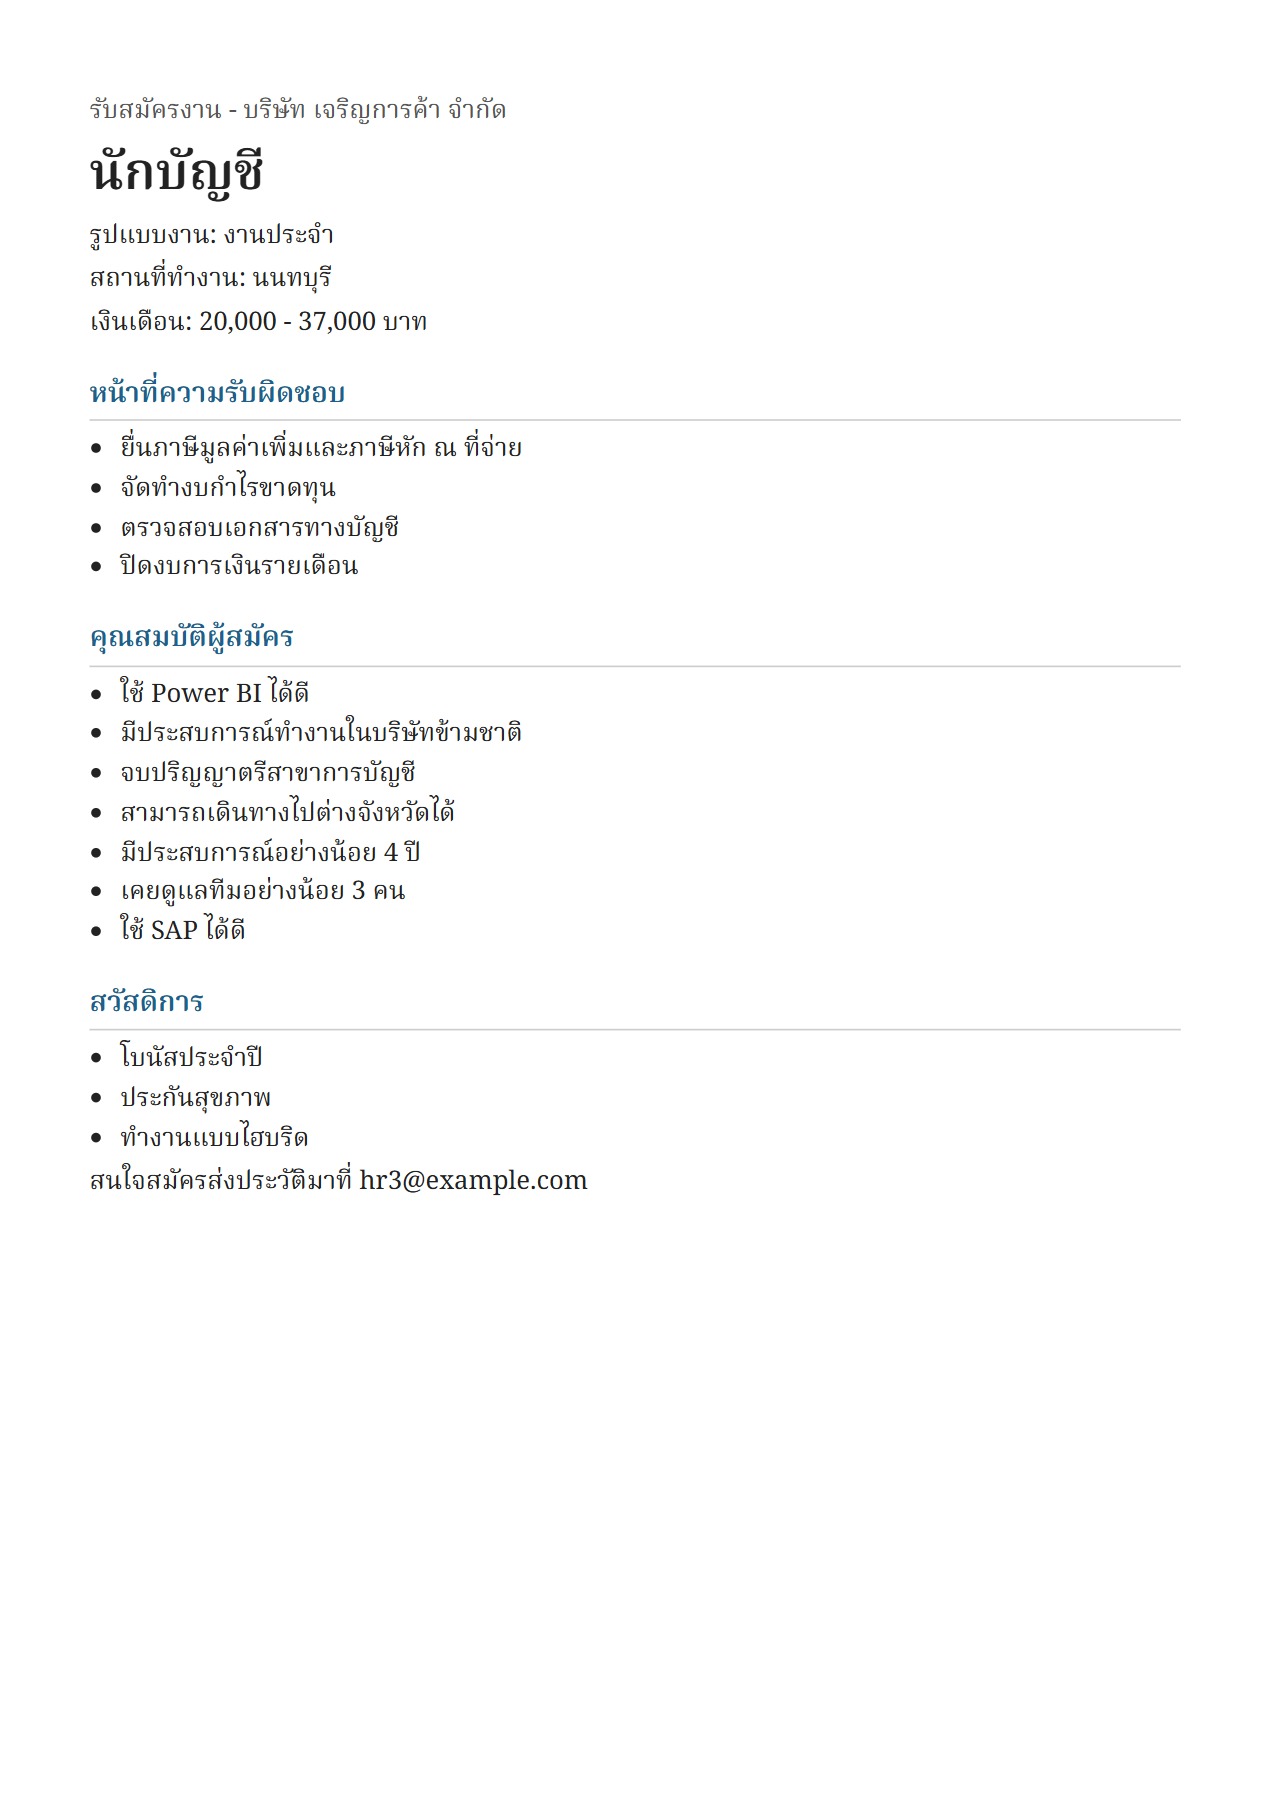 รับสมัครงาน - บริษัท เจริญการค้า จำกัด
นักบัญชี
รูปแบบงาน: งานประจำ
สถานที่ทำงาน: นนทบุรี
เงินเดือน: 20,000 - 37,000 บาท
หน้าที่ความรับผิดชอบ
• ยื่นภาษีมูลค่าเพิ่มและภาษีหัก ณ ที่จ่าย
• จัดทำงบกำไรขาดทุน
• ตรวจสอบเอกสารทางบัญชี
• ปิดงบการเงินรายเดือน
คุณสมบัติผู้สมัคร
• ใช้ Power BI ได้ดี
• มีประสบการณ์ทำงานในบริษัทข้ามชาติ
• จบปริญญาตรีสาขาการบัญชี
• สามารถเดินทางไปต่างจังหวัดได้
• มีประสบการณ์อย่างน้อย 4 ปี
• เคยดูแลทีมอย่างน้อย 3 คน
• ใช้ SAP ได้ดี
สวัสดิการ
• โบนัสประจำปี
• ประกันสุขภาพ
• ทำงานแบบไฮบริด
สนใจสมัครส่งประวัติมาที่ hr3@example.com